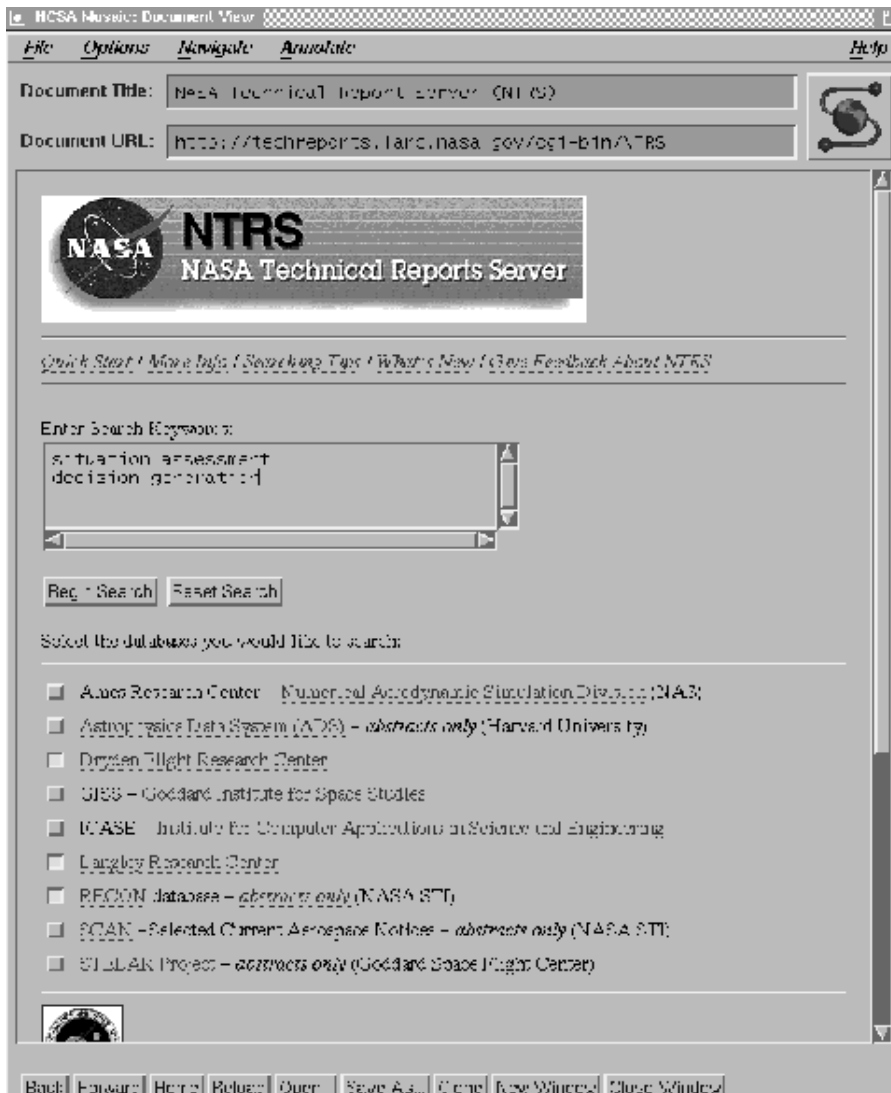 NCSA Mosaic: Document View
File Options Navigate Annotate Help
Document Title: NASA Technical Report Server (NTRS)
Document URL: http://techreports.larc.nasa.gov/cgi-bin/NTRS
NASA
NTRS
NASA Technical Reports Server
Quick Start / More Info / Searching Tips / What's New / Give Feedback About NTRS
Enter Search Keywords:
situation assessment
decision generation
Begin Search Reset Search
Select the databases you would like to search:
Ames Research Center – Numerical Aerodynamic Simulation Division (NAS)
Astrophysics Data System (ADS) – abstracts only (Harvard University)
Dryden Flight Research Center
GISS – Goddard Institute for Space Studies
ICASE – Institute for Computer Applications in Science and Engineering
Langley Research Center
RECON database – abstracts only (NASA STI)
SCAN –Selected Current Aerospace Notices – abstracts only (NASA STI)
STELAR Project – abstracts only (Goddard Space Flight Center)
Back Forward Home Reload Open... Save As... Clone New Window Close Window